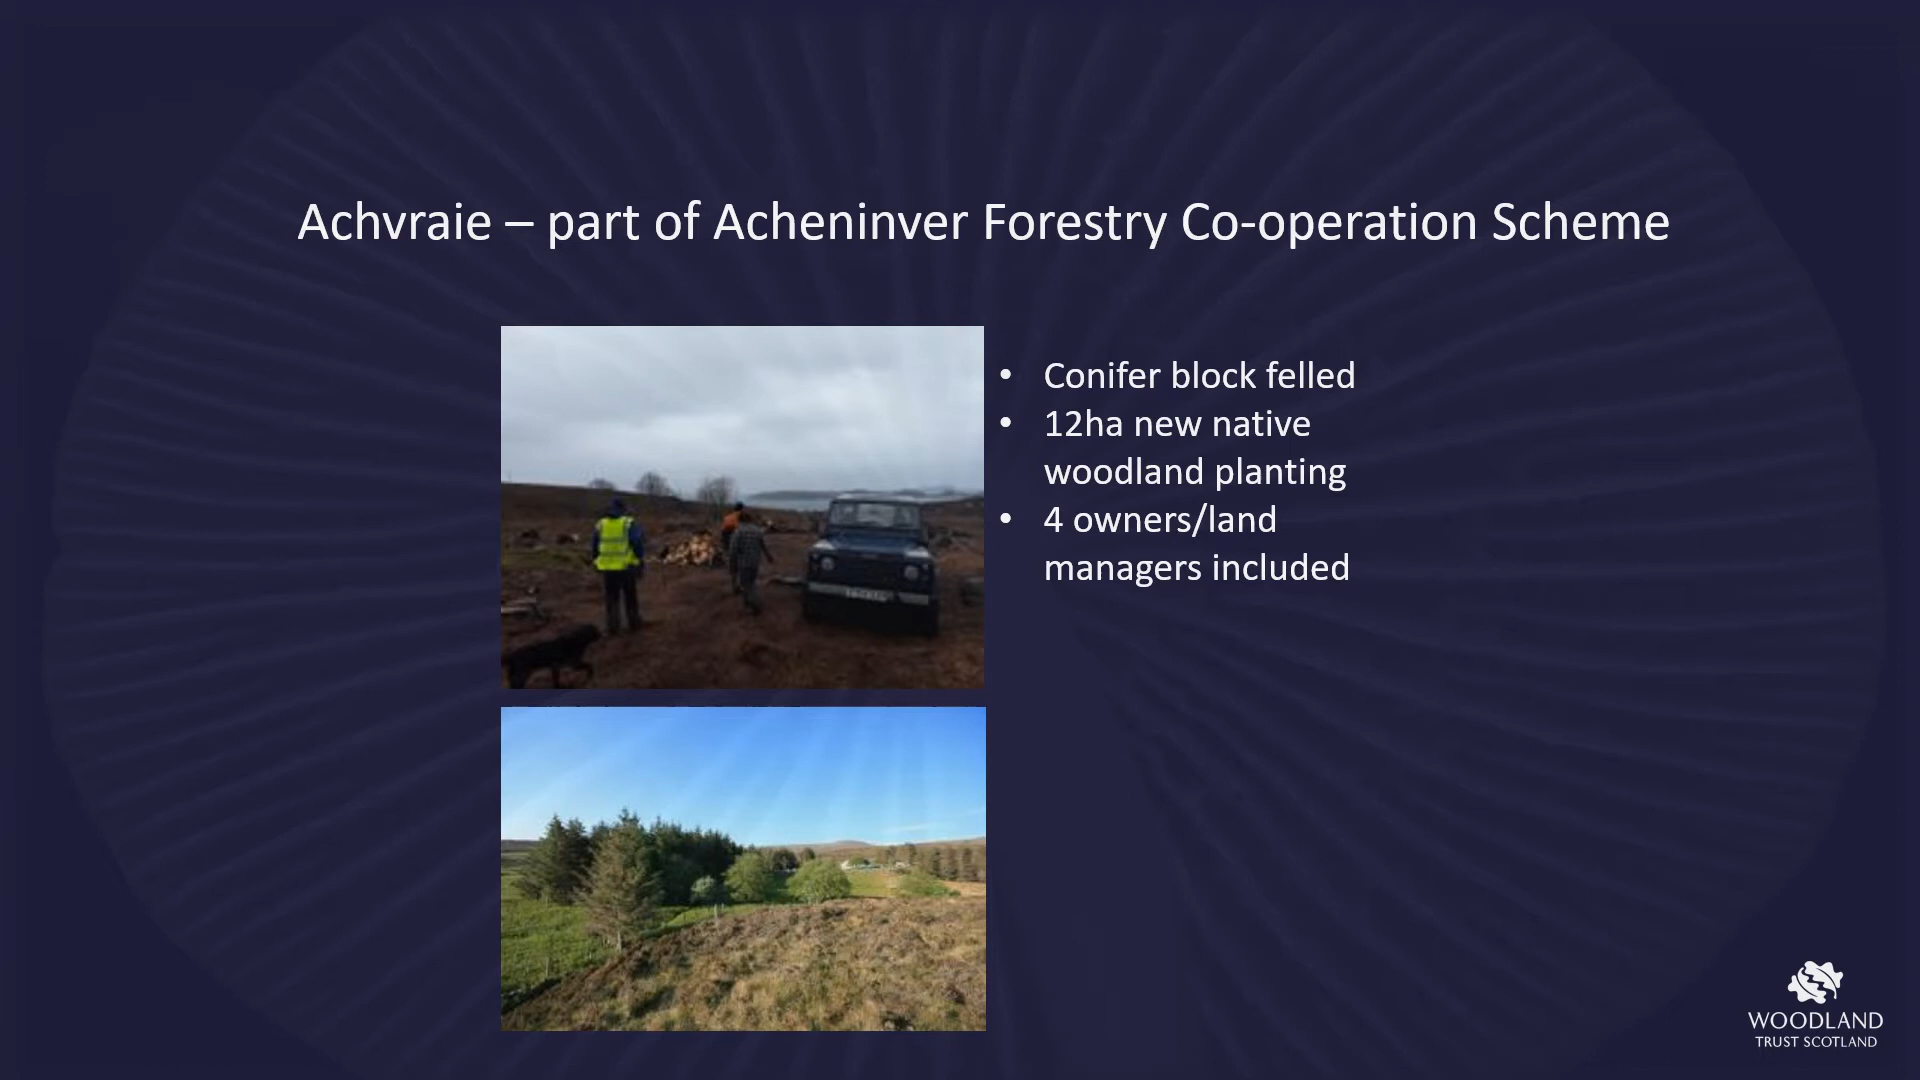 Achvraie – part of Acheninver Forestry Co-operation Scheme
• Conifer block felled
• 12ha new native
woodland planting
• 4 owners/land
managers included
WOODLAND
TRUST SCOTLAND